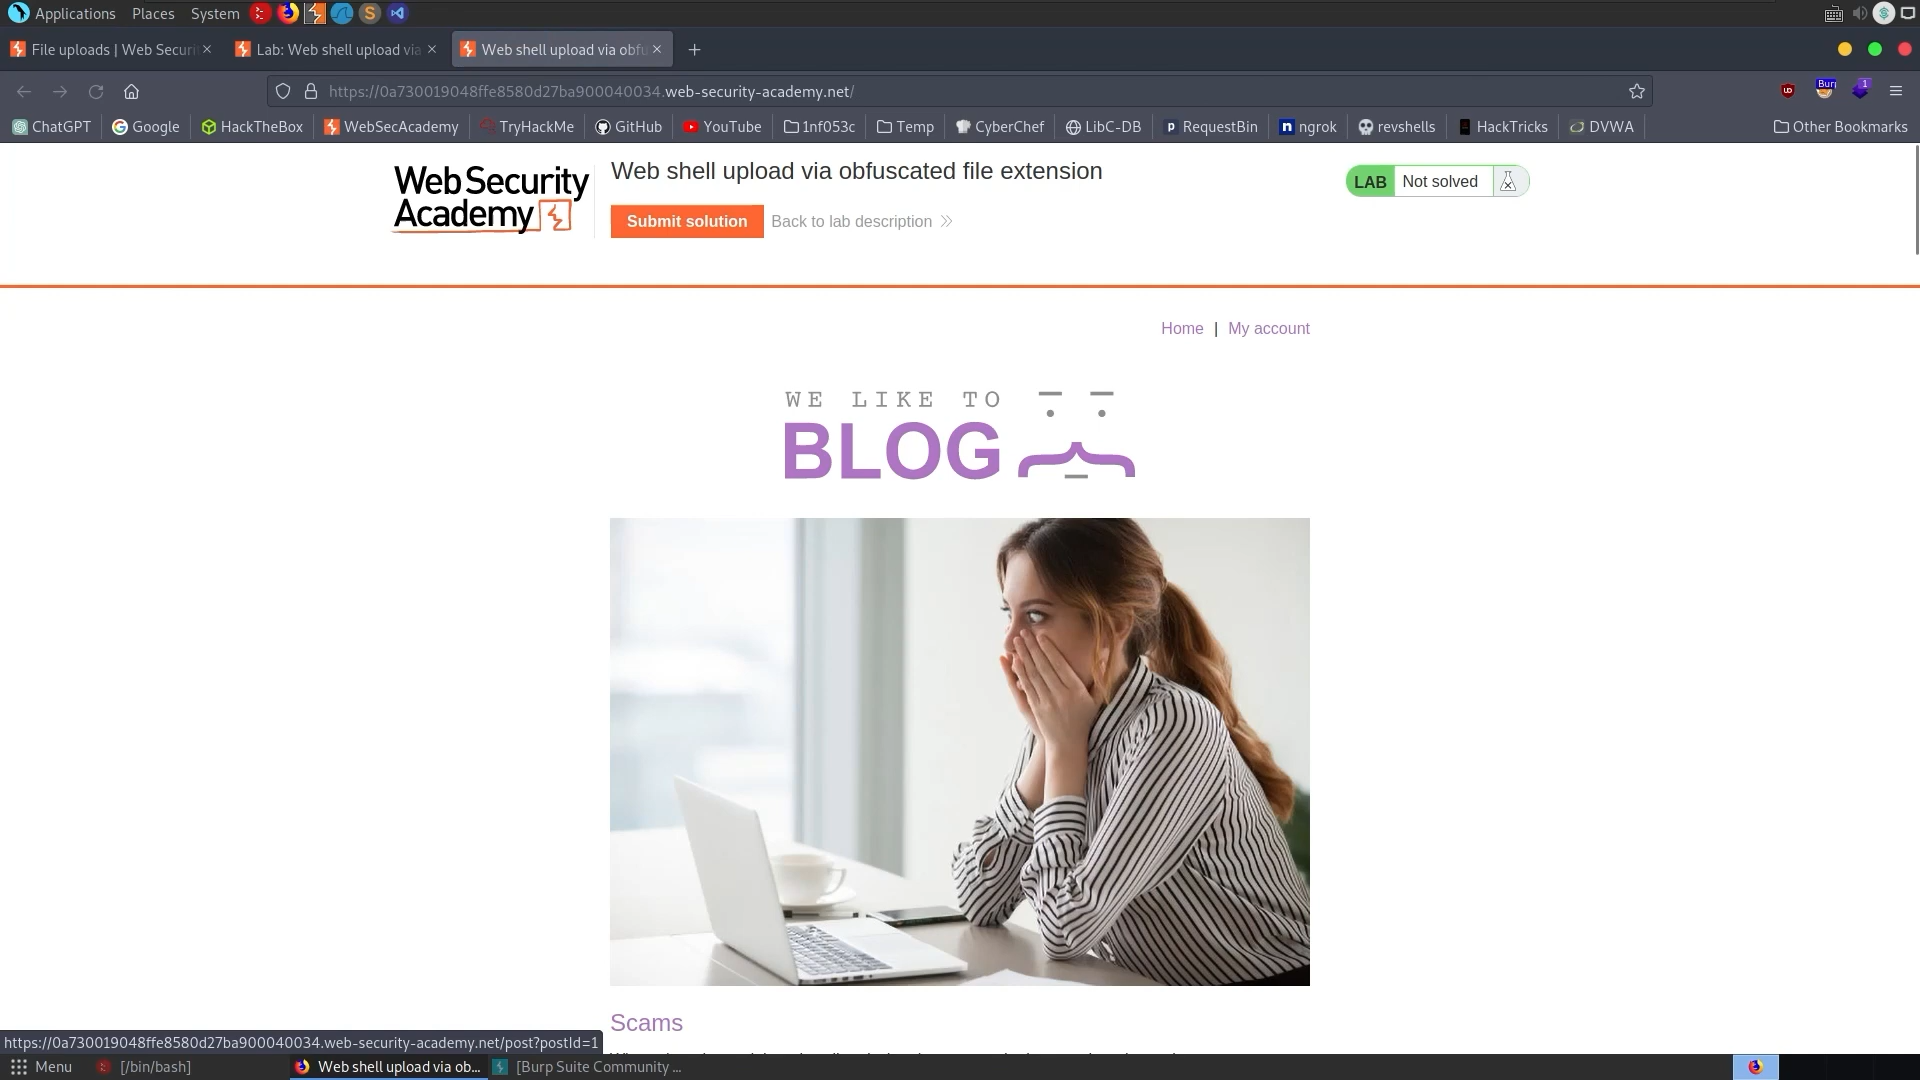 Applications Places System
File uploads | Web Securi
Lab: Web shell upload via
Web shell upload via obfu
https://0a730019048ffe8580d27ba900040034.web-security-academy.net/
Burp
1
ChatGPT Google HackTheBox WebSecAcademy TryHackMe GitHub YouTube 1nf053c Temp CyberChef LibC-DB RequestBin ngrok revshells HackTricks DVWA Other Bookmarks
Web Security
Academy
Web shell upload via obfuscated file extension
LAB Not solved
Submit solution Back to lab description
Home | My account
WE LIKE TO
BLOG
Scams
https://0a730019048ffe8580d27ba900040034.web-security-academy.net/post?postId=1
Menu [/bin/bash] Web shell upload via ob... [Burp Suite Community ...